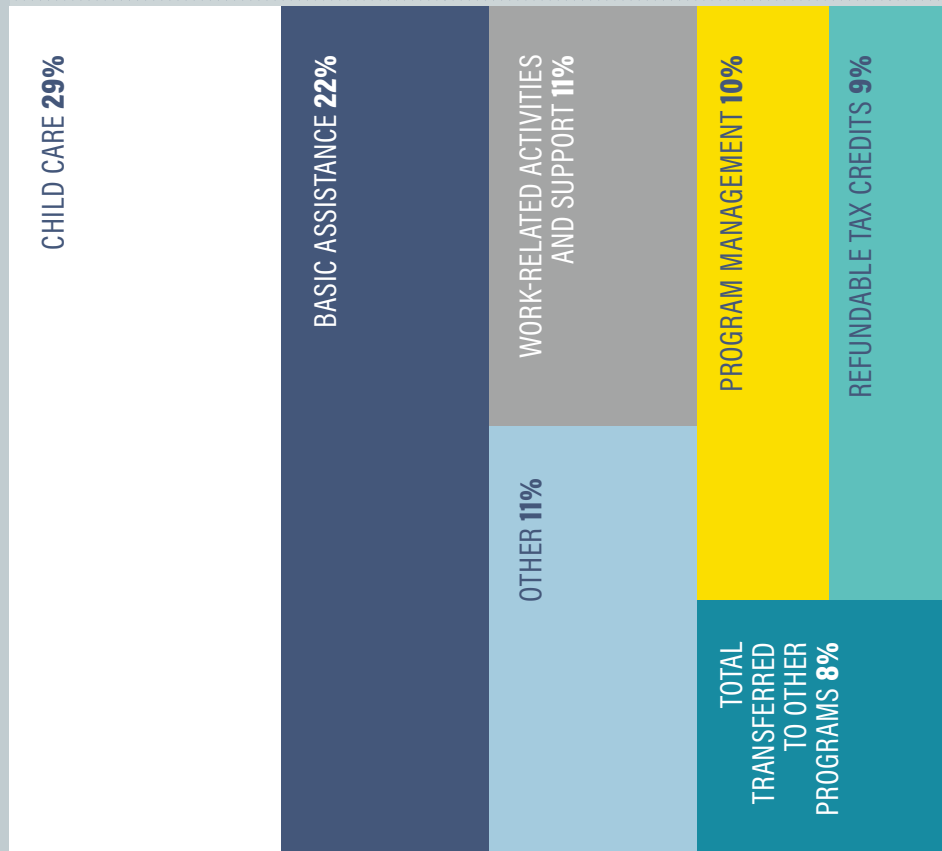 CHILD CARE 29%
BASIC ASSISTANCE 22%
WORK-RELATED ACTIVITIES
AND SUPPORT 11%
OTHER 11%
PROGRAM MANAGEMENT 10%
REFUNDABLE TAX CREDITS 9%
TOTAL
TRANSFERRED
TO OTHER
PROGRAMS 8%